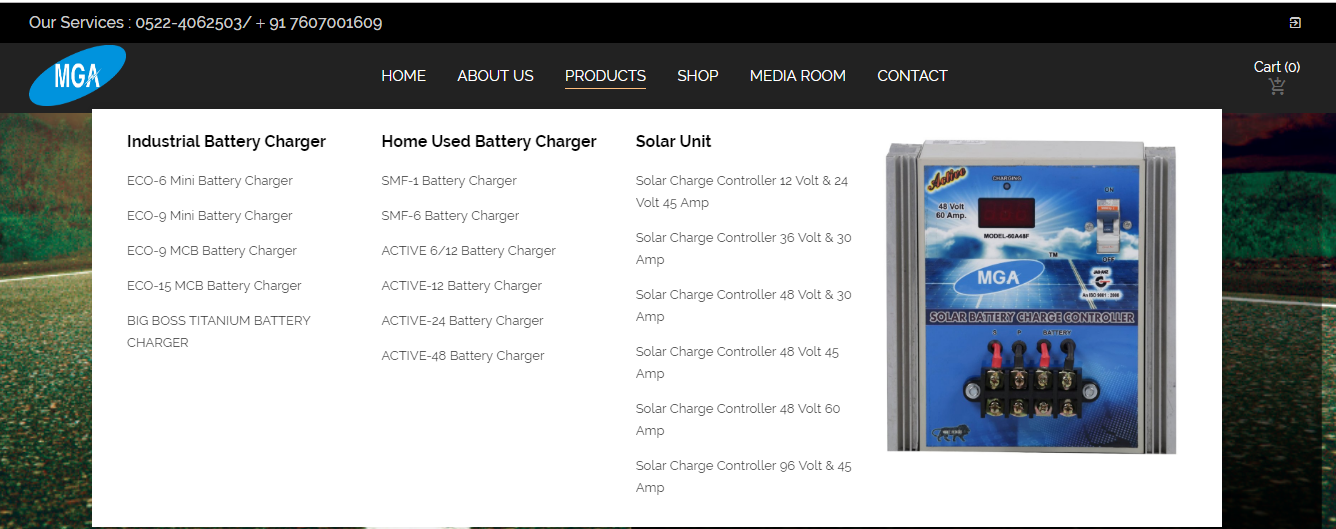 Our Services : 0522-4062503/ + 91 7607001609
MGA
HOME
ABOUT US
PRODUCTS
SHOP
MEDIA ROOM
CONTACT
Cart (0)
Industrial Battery Charger
ECO-6 Mini Battery Charger
ECO-9 Mini Battery Charger
ECO-9 MCB Battery Charger
ECO-15 MCB Battery Charger
BIG BOSS TITANIUM BATTERY
CHARGER
Home Used Battery Charger
SMF-1 Battery Charger
SMF-6 Battery Charger
ACTIVE 6/12 Battery Charger
ACTIVE-12 Battery Charger
ACTIVE-24 Battery Charger
ACTIVE-48 Battery Charger
Solar Unit
Solar Charge Controller 12 Volt & 24
Volt 45 Amp
Solar Charge Controller 36 Volt & 30
Amp
Solar Charge Controller 48 Volt & 30
Amp
Solar Charge Controller 48 Volt 45
Amp
Solar Charge Controller 48 Volt 60
Amp
Solar Charge Controller 96 Volt & 45
Amp
Active
CHARGING
48 Volt
60 Amp.
ON
MODEL-60A48F
OFF
TM
MGA
An ISO 9001 : 2008
SOLAR BATTERY CHARGE CONTROLLER
S P BATTERY